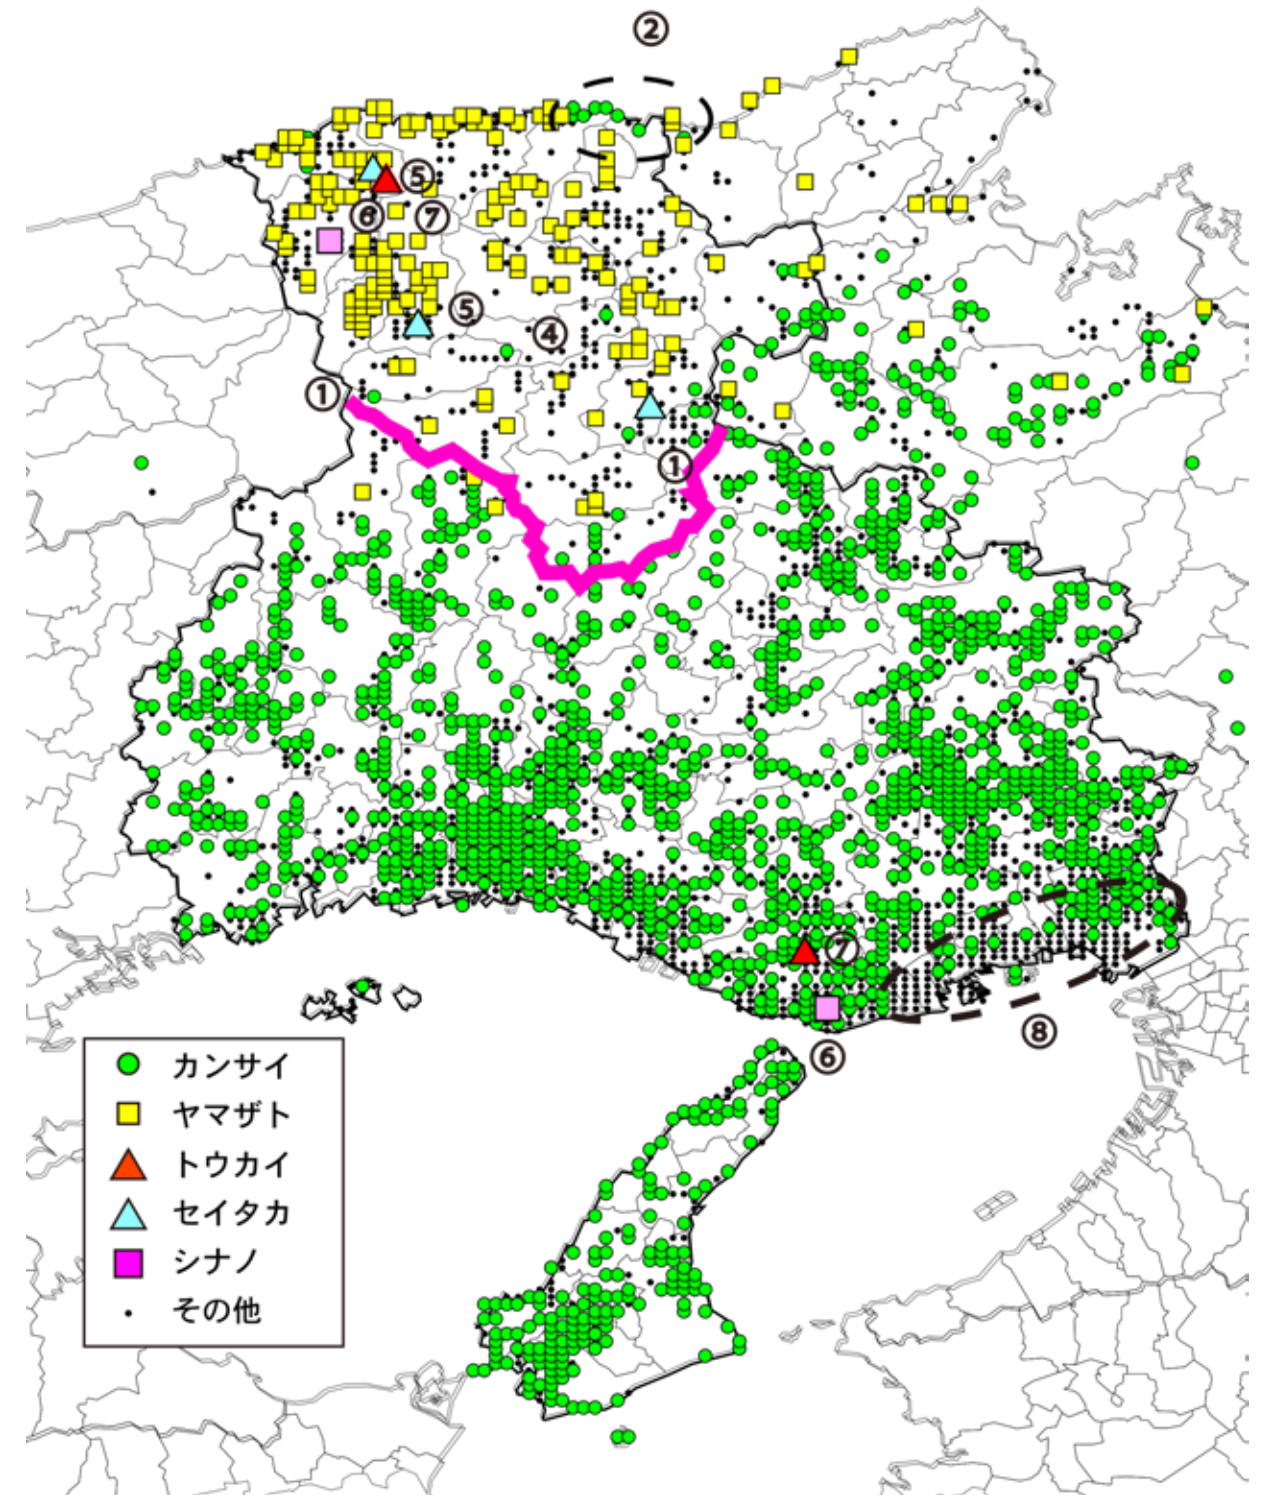 ②
⑤
⑥
⑦
⑤
④
①
①
⑦
⑧
⑥
カンサイ
ヤマザト
トウカイ
セイタカ
シナノ
その他